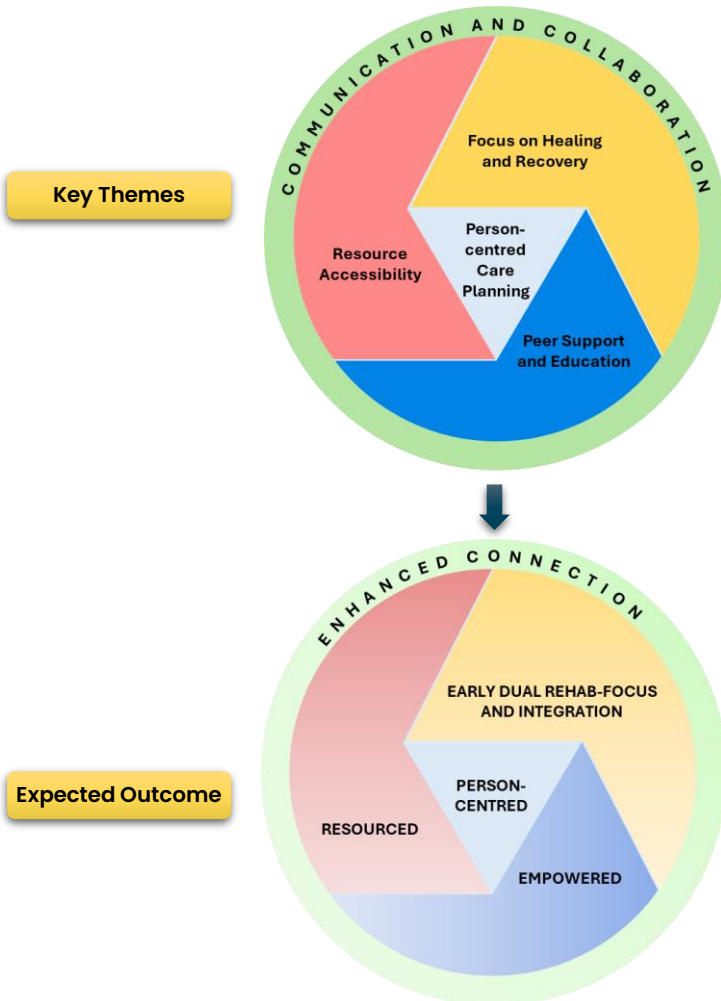 COMMUNICATION AND COLLABORATION
Key Themes
Focus on Healing
and Recovery
Person-
centred
Care
Planning
Resource
Accessibility
Peer Support
and Education
ENHANCED CONNECTION
Expected Outcome
EARLY DUAL REHAB-FOCUS
AND INTEGRATION
PERSON-
CENTRED
RESOURCED
EMPOWERED